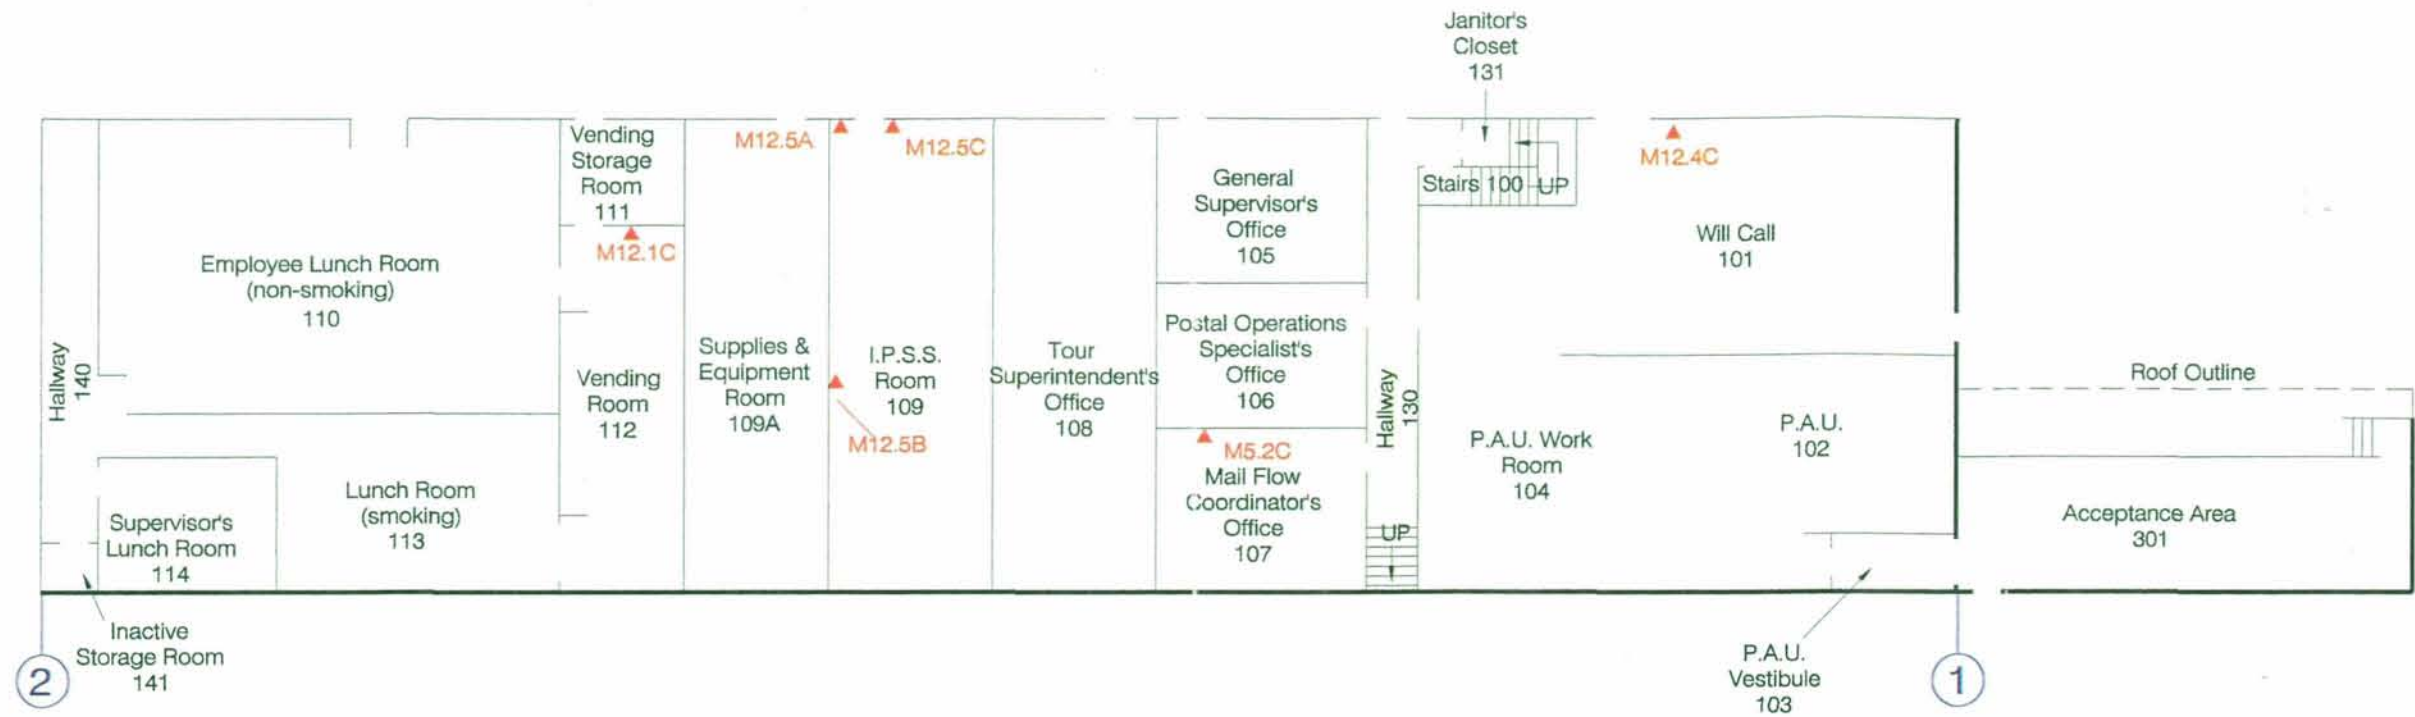 Janitor's
Closet
131
Vending
Storage
Room
111
M12.5A
M12.5C
M12.4C
General
Supervisor's
Office
105
Stairs 100
UP
Will Call
101
M12.1C
Employee Lunch Room
(non-smoking)
110
Hallway
140
Vending
Room
112
Supplies &
Equipment
Room
109A
I.P.S.S.
Room
109
M12.5B
Tour
Superintendent's
Office
108
Postal Operations
Specialist's
Office
106
Hallway
130
M5.2C
Mail Flow
Coordinator's
Office
107
UP
P.A.U. Work
Room
104
P.A.U.
102
Roof Outline
Acceptance Area
301
Supervisor's
Lunch Room
114
Lunch Room
(smoking)
113
Inactive
Storage Room
141
P.A.U.
Vestibule
103
2
1